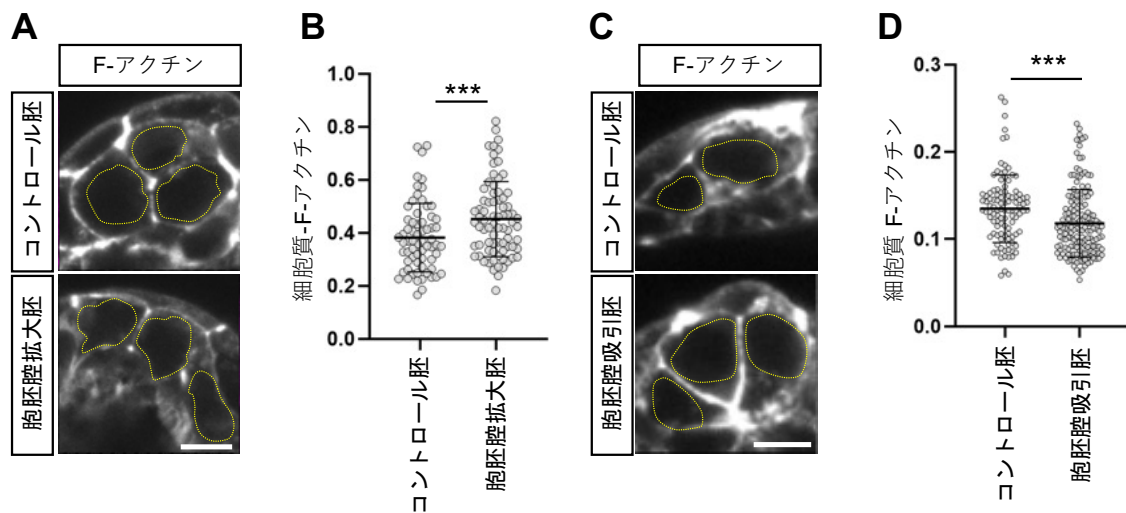 A
F-アクチン
コントロール胚
胞胚腔拡大胚
B
細胞質-F-アクチン
1.0
0.8
0.6
0.4
0.2
0.0
***
コントロール胚
胞胚腔拡大胚
C
F-アクチン
コントロール胚
胞胚腔吸引胚
D
細胞質 F-アクチン
0.3
0.2
0.1
0.0
***
コントロール胚
胞胚腔吸引胚